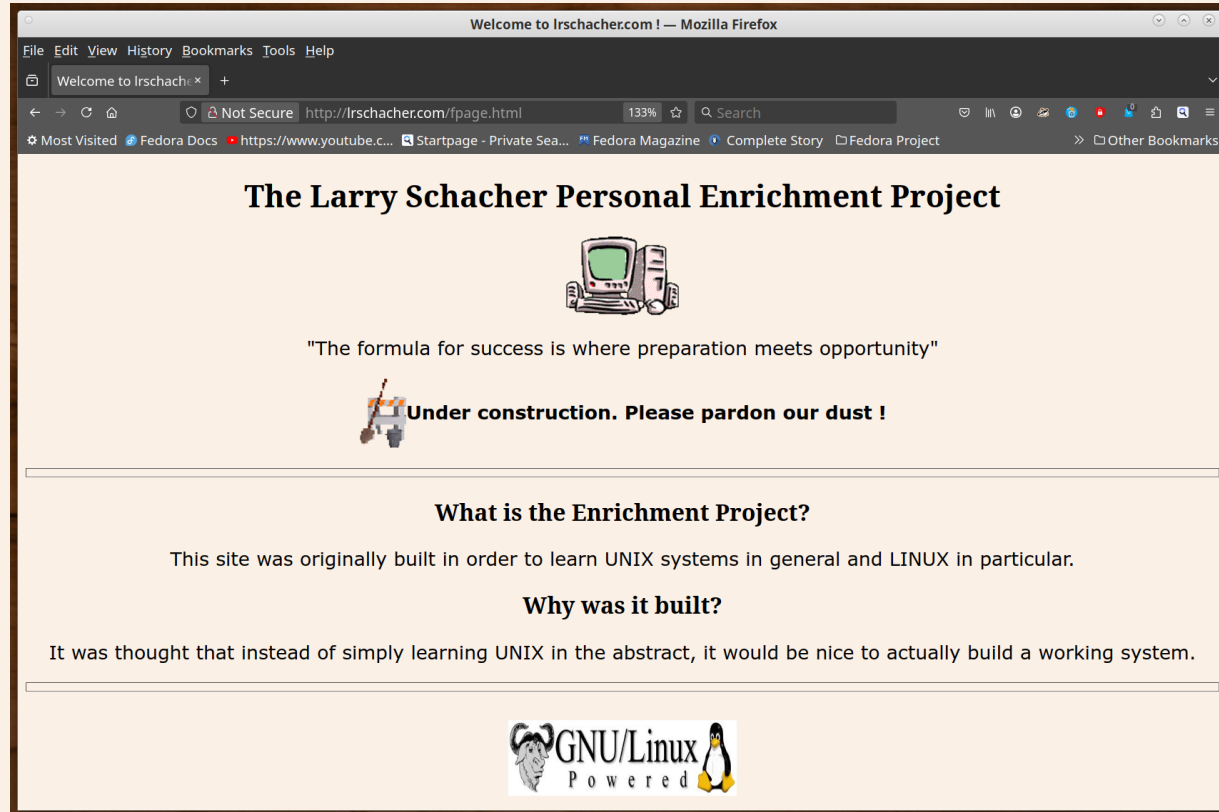 Welcome to lrschacher.com ! — Mozilla Firefox
File Edit View History Bookmarks Tools Help
Welcome to lrschache × +
Not Secure http://lrschacher.com/fpage.html 133% Search
Most Visited Fedora Docs https://www.youtube.c... Startpage - Private Sea... Fedora Magazine Complete Story Fedora Project » Other Bookmarks
The Larry Schacher Personal Enrichment Project
"The formula for success is where preparation meets opportunity"
Under construction. Please pardon our dust !
What is the Enrichment Project?
This site was originally built in order to learn UNIX systems in general and LINUX in particular.
Why was it built?
It was thought that instead of simply learning UNIX in the abstract, it would be nice to actually build a working system.
GNU/Linux
Powered